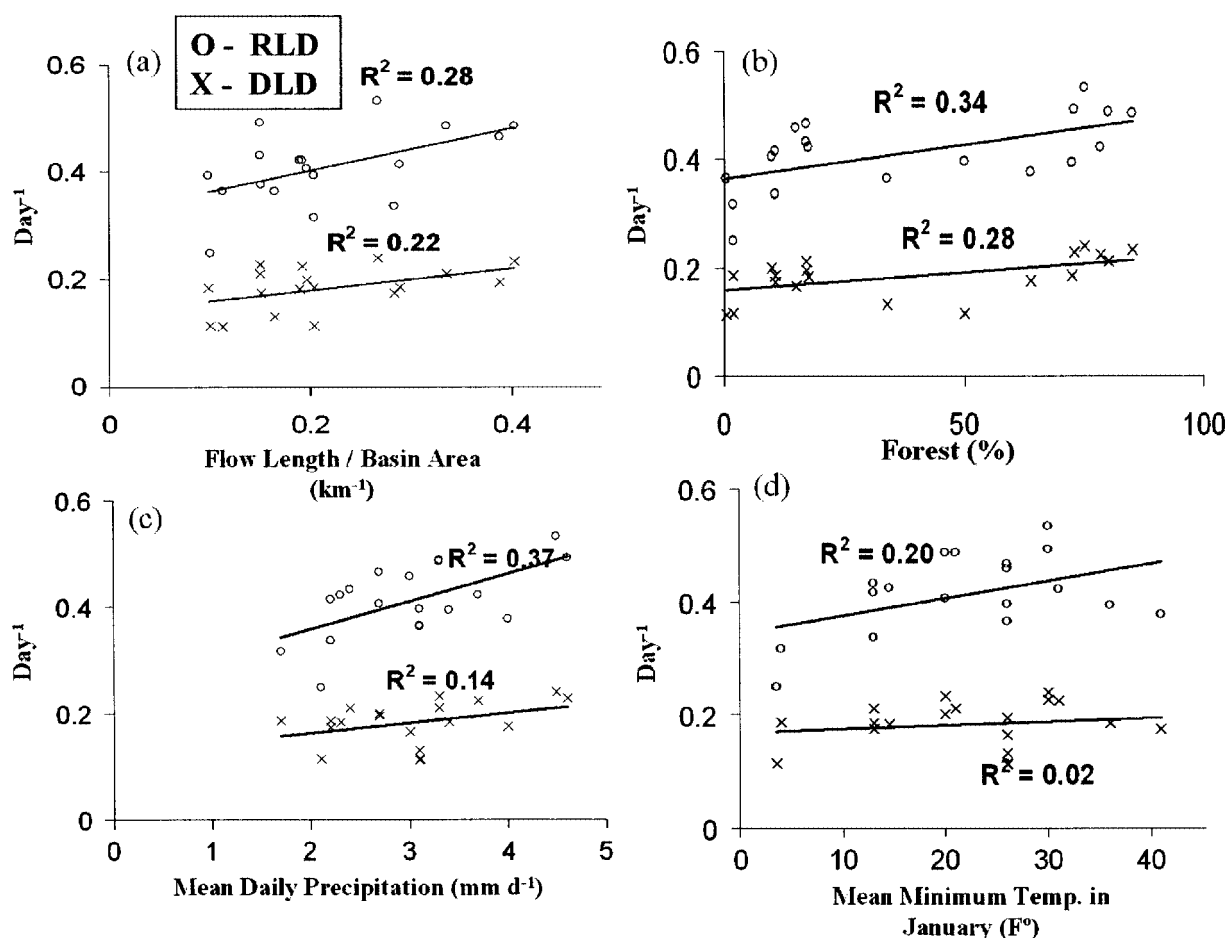 (a)
O - RLD
X - DLD
R² = 0.28
R² = 0.22
0.6
0.4
0.2
0
Day⁻¹
0
0.2
0.4
Flow Length / Basin Area
(km⁻¹)
(b)
R² = 0.34
R² = 0.28
0.6
0.4
0.2
0
Day⁻¹
0
50
100
Forest (%)
(c)
R² = 0.37
R² = 0.14
0.6
0.4
0.2
0
Day⁻¹
0
1
2
3
4
5
Mean Daily Precipitation (mm d⁻¹)
(d)
R² = 0.20
R² = 0.02
0.6
0.4
0.2
0
Day⁻¹
0
10
20
30
40
Mean Minimum Temp. in
January (Fº)